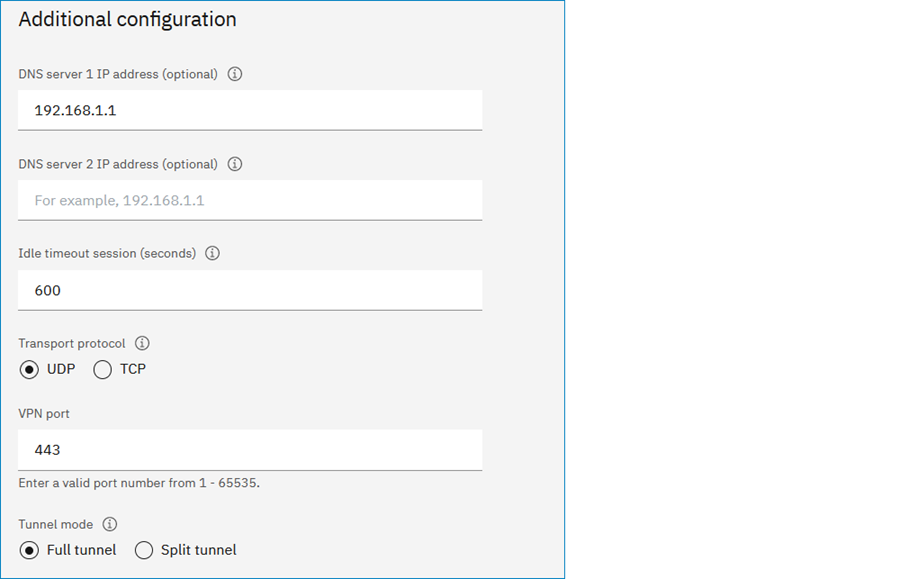 Additional configuration
DNS server 1 IP address (optional)
192.168.1.1
DNS server 2 IP address (optional)
For example, 192.168.1.1
Idle timeout session (seconds)
600
Transport protocol
UDP TCP
VPN port
443
Enter a valid port number from 1 - 65535.
Tunnel mode
Full tunnel Split tunnel